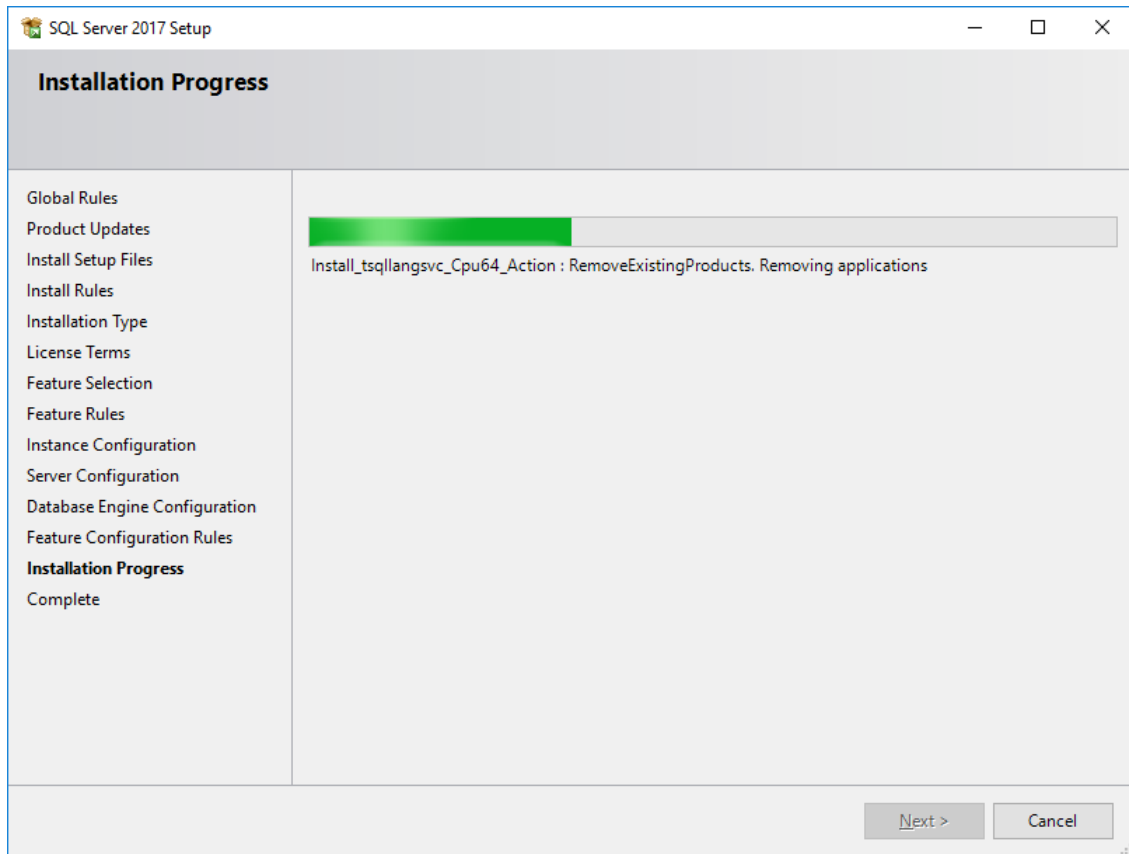 SQL Server 2017 Setup
Installation Progress
Global Rules
Product Updates
Install Setup Files
Install Rules
Installation Type
License Terms
Feature Selection
Feature Rules
Instance Configuration
Server Configuration
Database Engine Configuration
Feature Configuration Rules
Installation Progress
Complete
Install_tsqllangsvc_Cpu64_Action : RemoveExistingProducts. Removing applications
Next >
Cancel